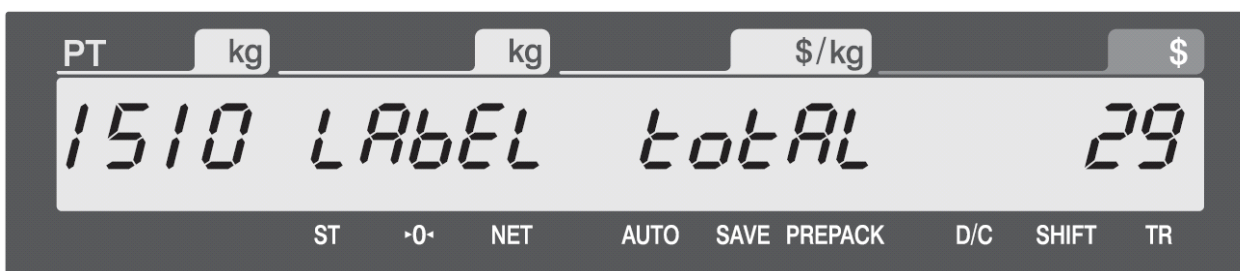 PT kg kg $/kg $
1510 LAbEL totAL 29
ST ▸0◂ NET AUTO SAVE PREPACK D/C SHIFT TR